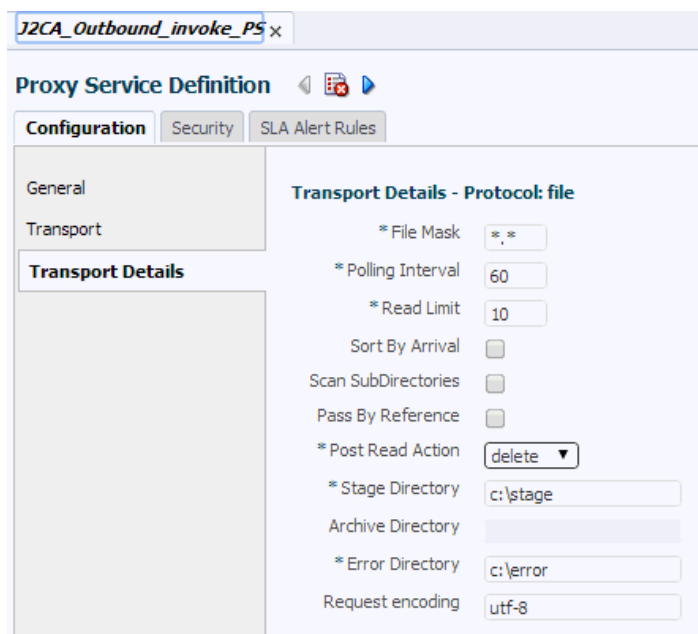 J2CA_Outbound_invoke_PS x
Proxy Service Definition
Configuration Security SLA Alert Rules
General
Transport
Transport Details
Transport Details - Protocol: file
* File Mask *.*
* Polling Interval 60
* Read Limit 10
Sort By Arrival
Scan SubDirectories
Pass By Reference
* Post Read Action delete
* Stage Directory c:\stage
Archive Directory
* Error Directory c:\error
Request encoding utf-8